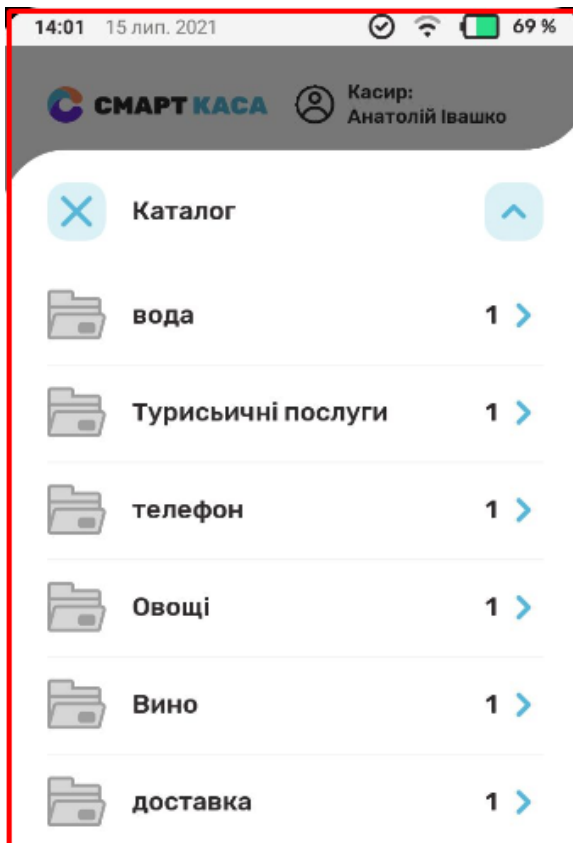 14:01 15 лип. 2021 69 %
СМАРТ КАСА
Касир:
Анатолій Івашко
Каталог
вода 1
Турисьичні послуги 1
телефон 1
Овощі 1
Вино 1
доставка 1